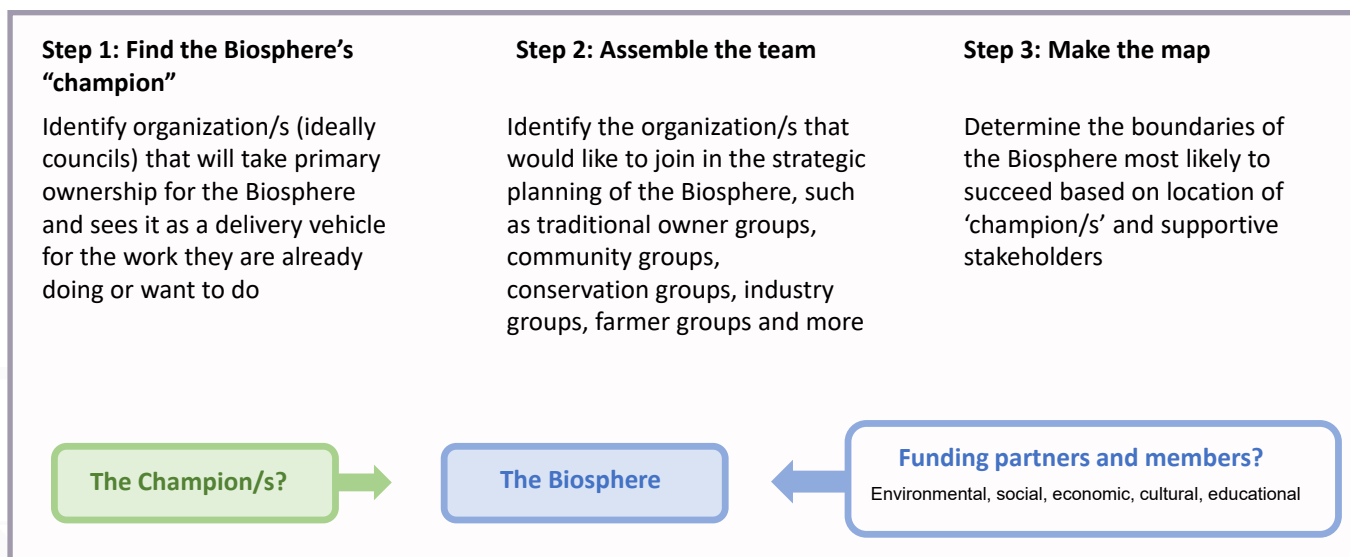 Step 1: Find the Biosphere's
“champion”
Identify organization/s (ideally
councils) that will take primary
ownership for the Biosphere
and sees it as a delivery vehicle
for the work they are already
doing or want to do
Step 2: Assemble the team
Identify the organization/s that
would like to join in the strategic
planning of the Biosphere, such
as traditional owner groups,
community groups,
conservation groups, industry
groups, farmer groups and more
Step 3: Make the map
Determine the boundaries of
the Biosphere most likely to
succeed based on location of
‘champion/s’ and supportive
stakeholders
The Champion/s?
The Biosphere
Funding partners and members?
Environmental, social, economic, cultural, educational